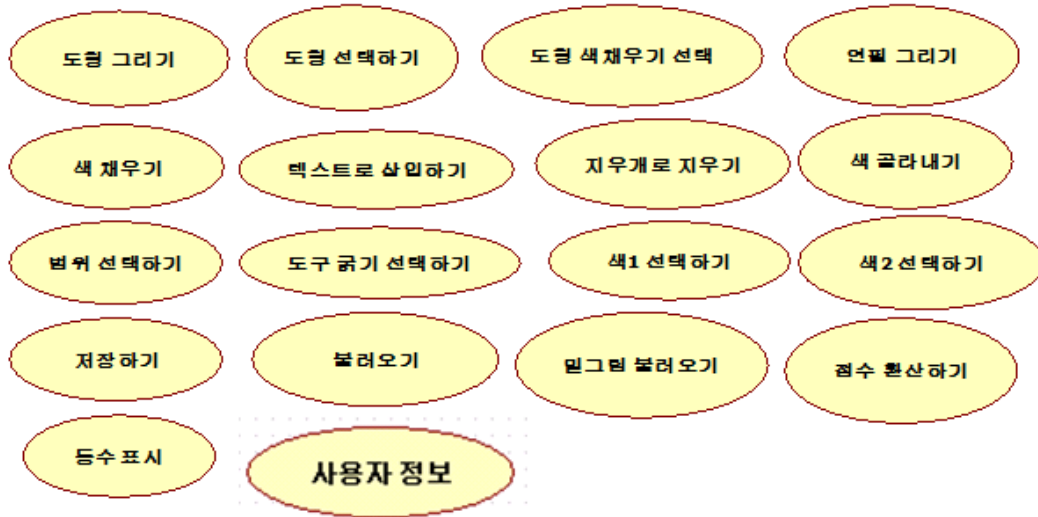 도형 그리기
도형 선택하기
도형 색채우기 선택
연필 그리기
색 채우기
텍스트로 삽입하기
지우개로 지우기
색 골라내기
범위 선택하기
도구 굵기 선택하기
색1 선택하기
색2 선택하기
저장하기
불러오기
밑그림 불러오기
점수 환산하기
등수 표시
사용자 정보